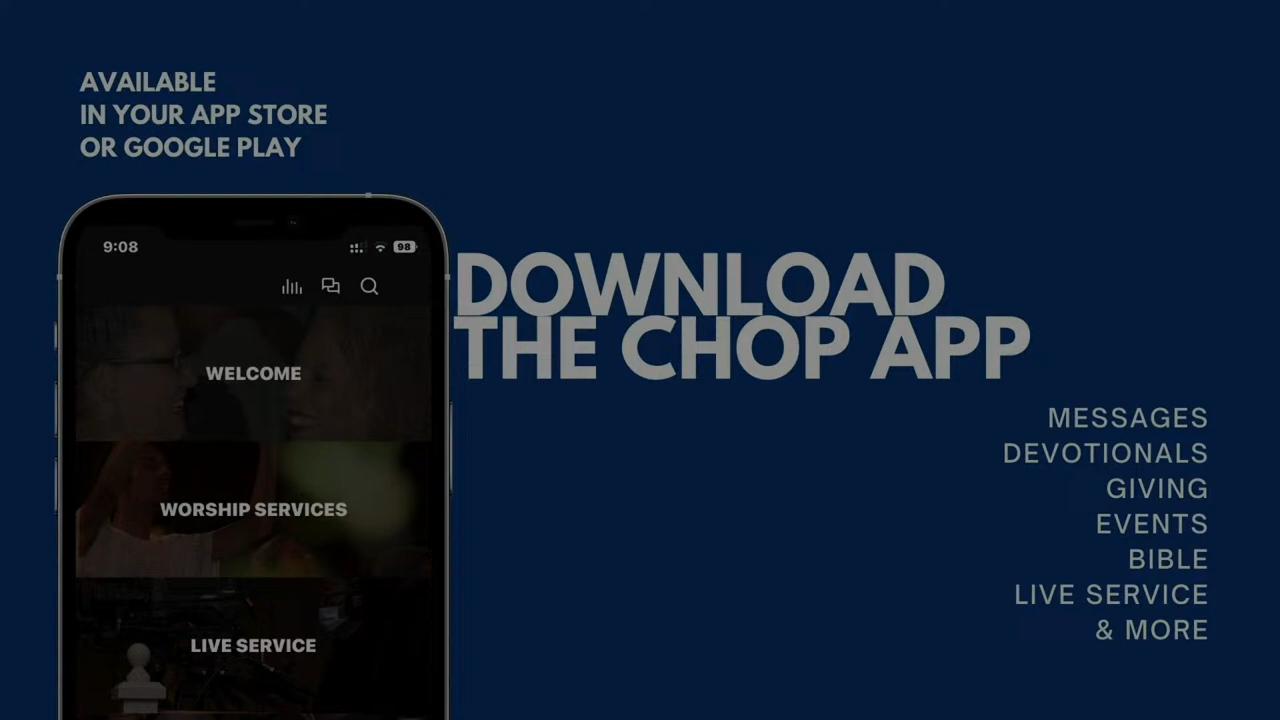 AVAILABLE
IN YOUR APP STORE
OR GOOGLE PLAY
9:08
98
WELCOME
WORSHIP SERVICES
LIVE SERVICE
DOWNLOAD
THE CHOP APP
MESSAGES
DEVOTIONALS
GIVING
EVENTS
BIBLE
LIVE SERVICE
& MORE